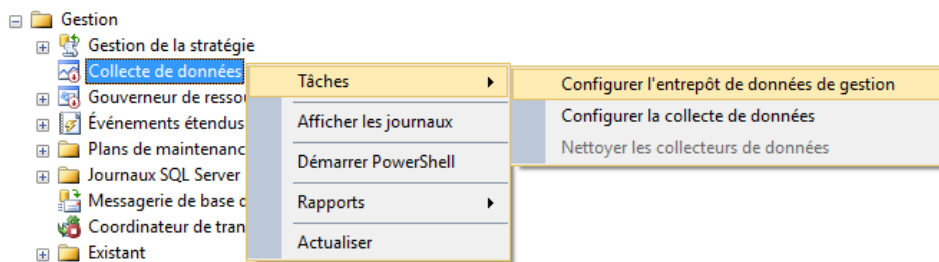 Gestion
Gestion de la stratégie
Collecte de données
Gouverneur de resso
Événements étendus
Plans de maintenanc
Journaux SQL Server
Messagerie de base d
Coordinateur de tran
Existant
Tâches
Afficher les journaux
Démarrer PowerShell
Rapports
Actualiser
Configurer l'entrepôt de données de gestion
Configurer la collecte de données
Nettoyer les collecteurs de données